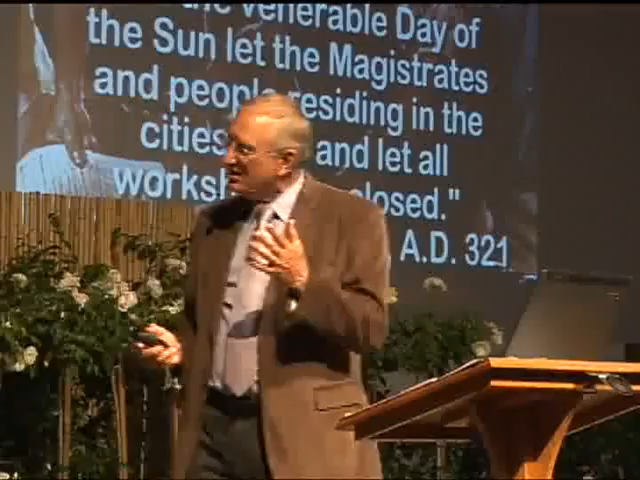 the Venerable Day of
the Sun let the Magistrates
and people residing in the
cities and let all
closed."
A.D. 321